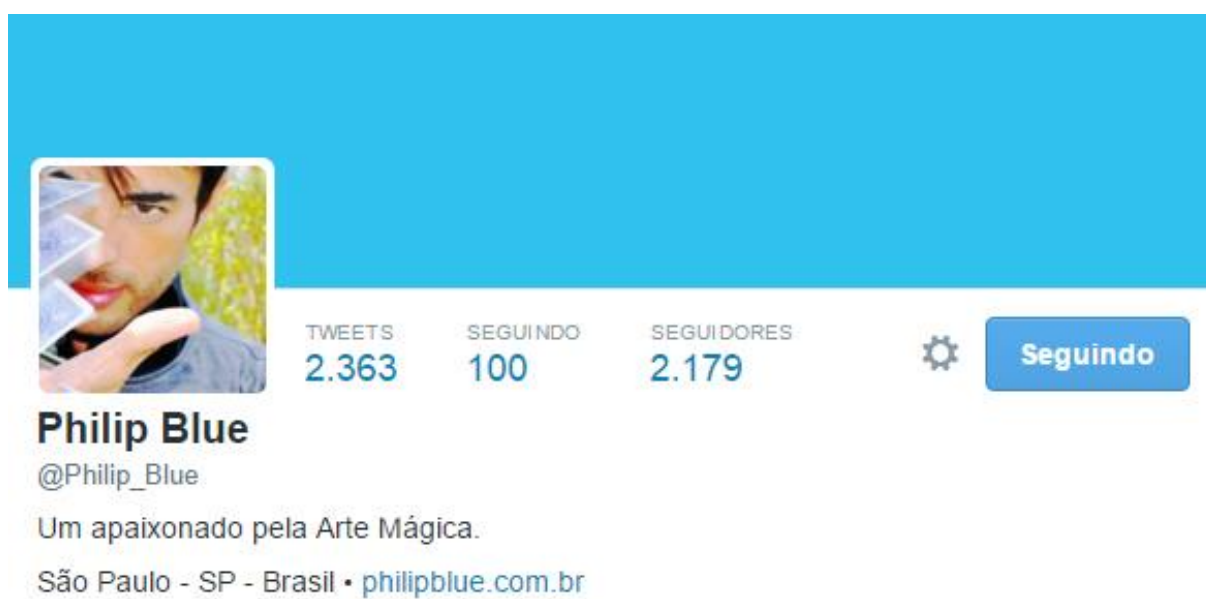 TWEETS SEGUINDO SEGUIDORES
2.363 100 2.179 Seguindo
Philip Blue
@Philip_Blue
Um apaixonado pela Arte Mágica.
São Paulo - SP - Brasil • philipblue.com.br